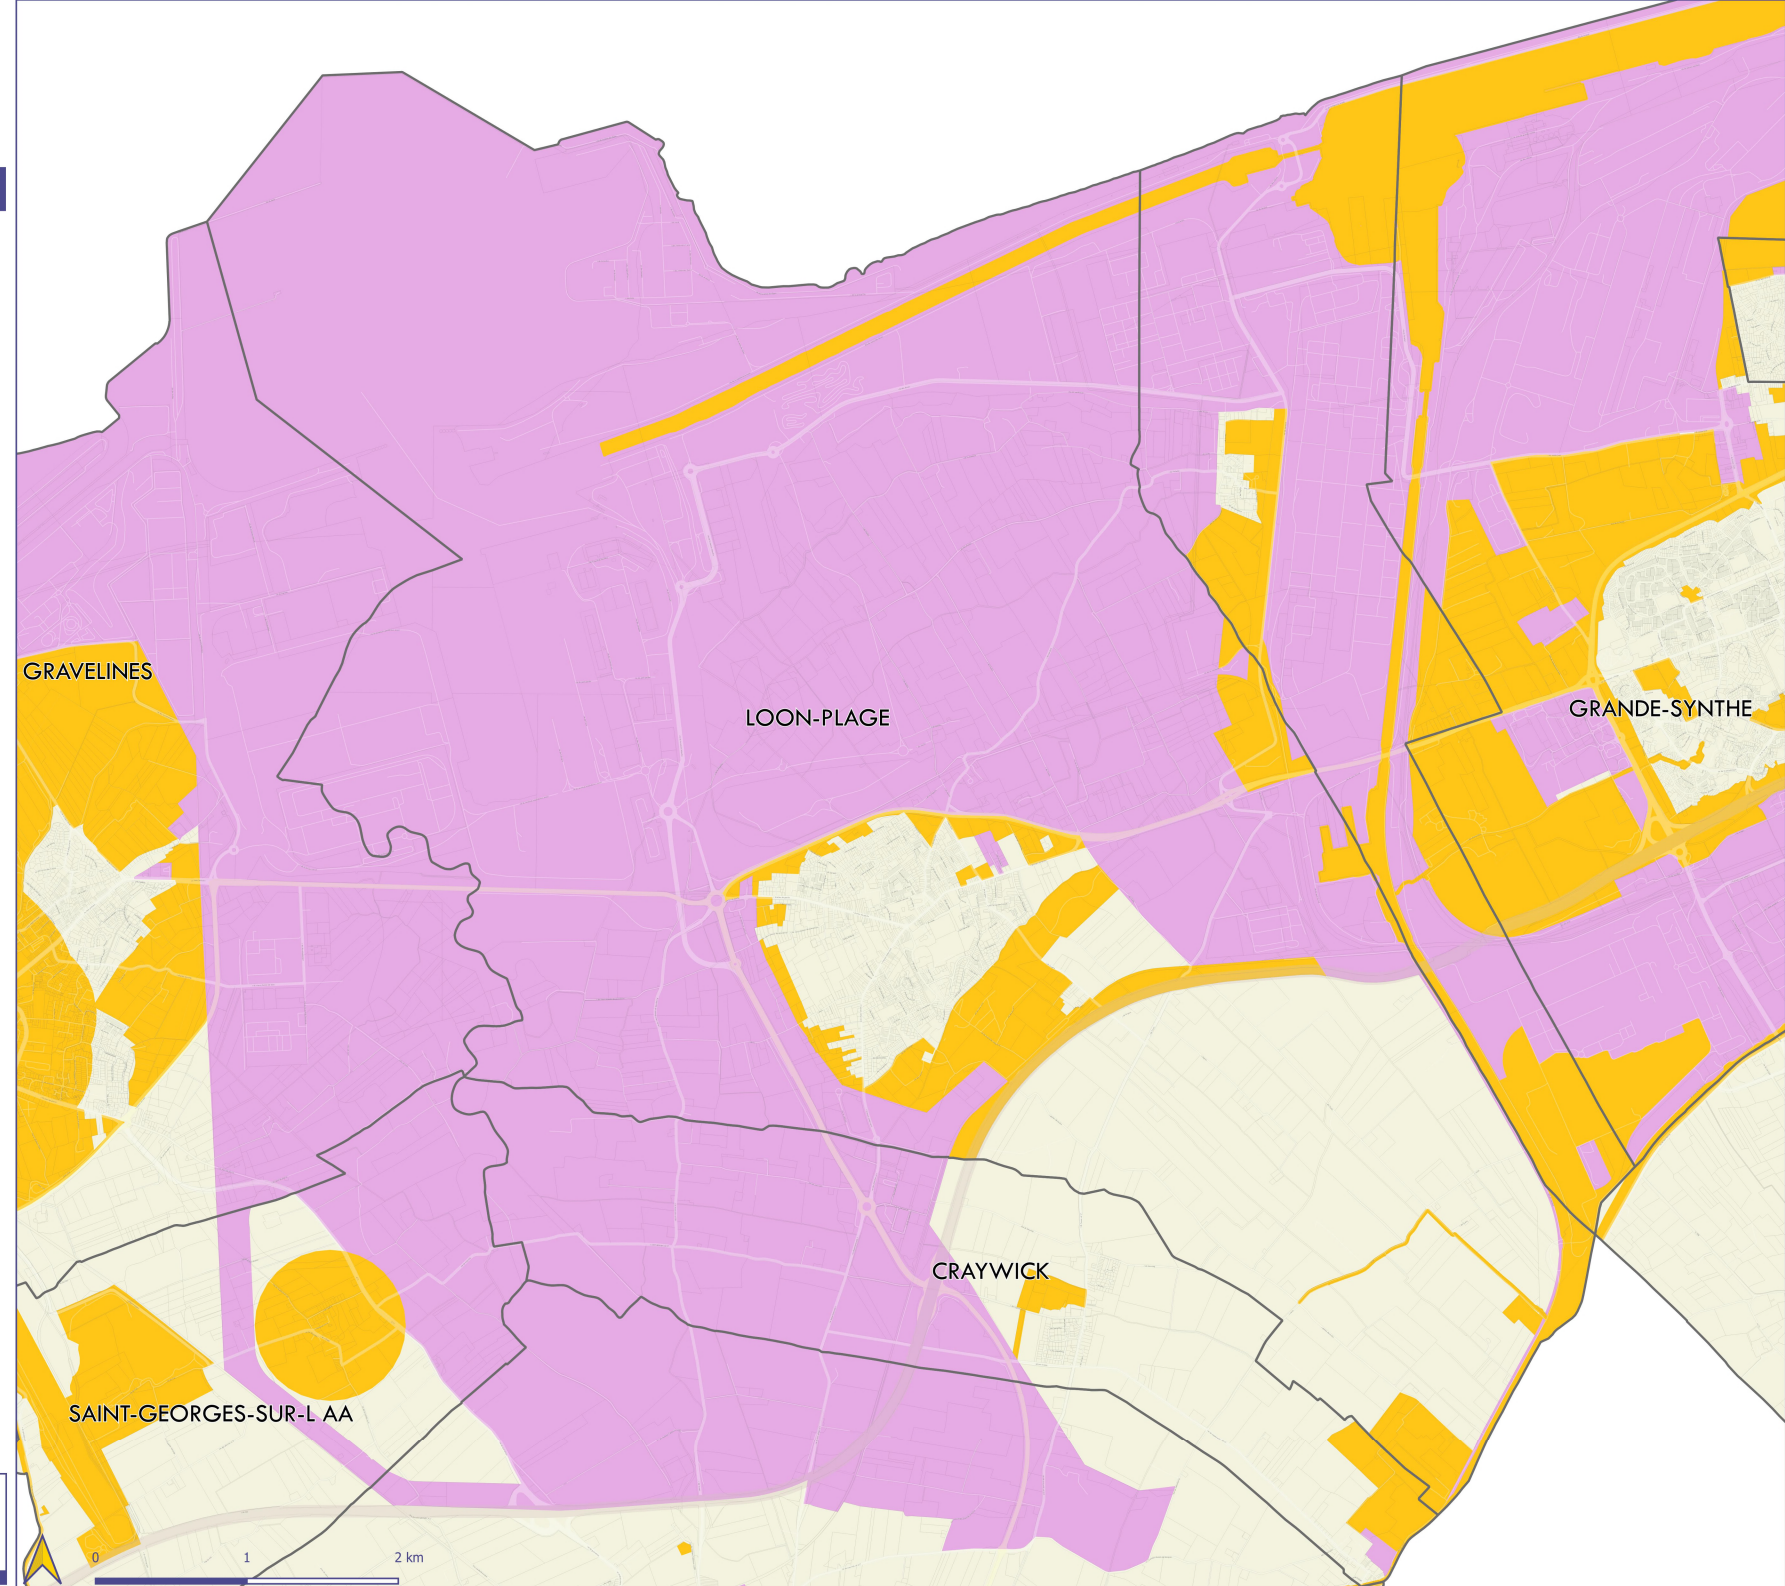 GRAVELINES
LOON-PLAGE
GRANDE-SYNTHE
CRAYWICK
SAINT-GEORGES-SUR-L AA
0 1 2 km